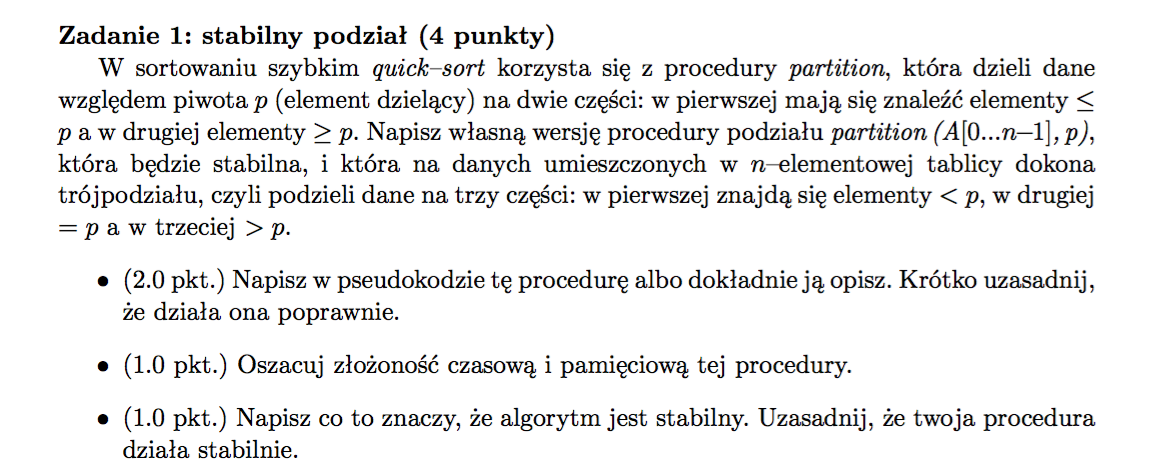 Zadanie 1: stabilny podział (4 punkty)
W sortowaniu szybkim quick–sort korzysta się z procedury partition, która dzieli dane
względem piwota p (element dzielący) na dwie części: w pierwszej mają się znaleźć elementy ≤
p a w drugiej elementy ≥ p. Napisz własną wersję procedury podziału partition (A[0...n−1], p),
która będzie stabilna, i która na danych umieszczonych w n–elementowej tablicy dokona
trójpodziału, czyli podzieli dane na trzy części: w pierwszej znajdą się elementy < p, w drugiej
= p a w trzeciej > p.
• (2.0 pkt.) Napisz w pseudokodzie tę procedurę albo dokładnie ją opisz. Krótko uzasadnij,
że działa ona poprawnie.
• (1.0 pkt.) Oszacuj złożoność czasową i pamięciową tej procedury.
• (1.0 pkt.) Napisz co to znaczy, że algorytm jest stabilny. Uzasadnij, że twoja procedura
działa stabilnie.